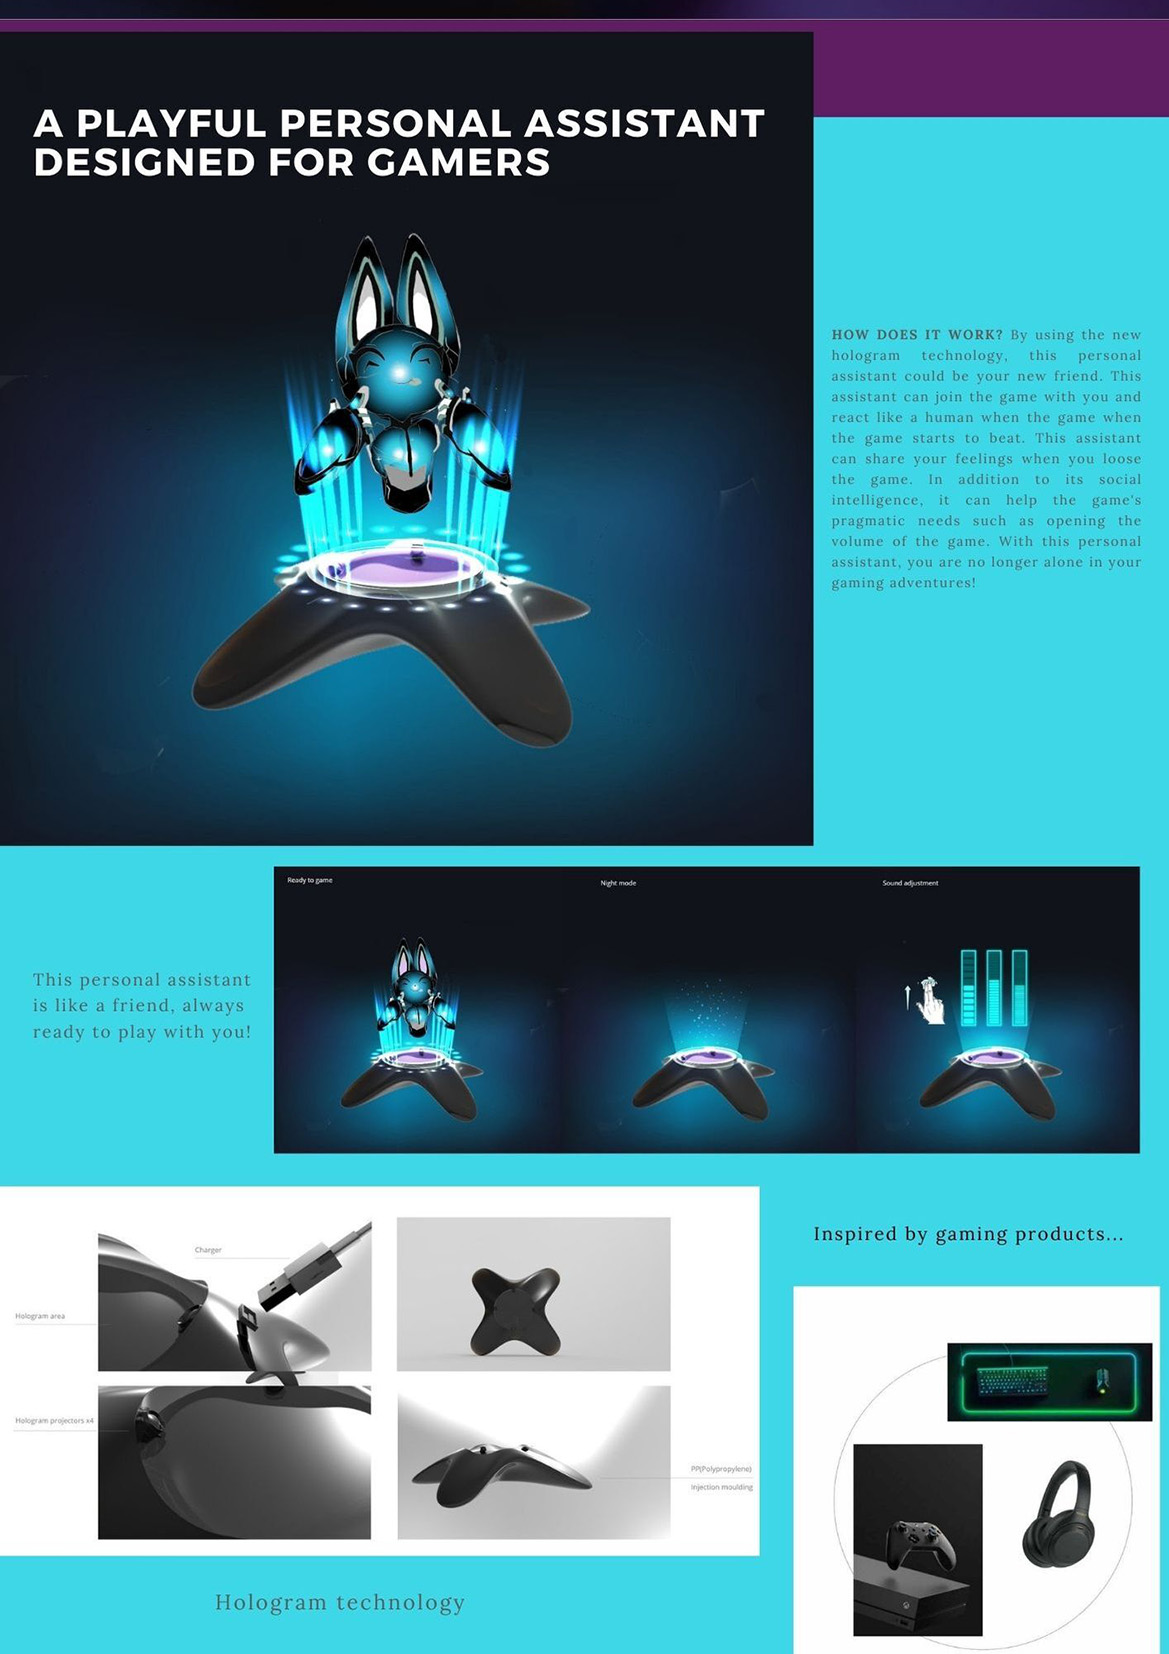 A PLAYFUL PERSONAL ASSISTANT
DESIGNED FOR GAMERS
HOW DOES IT WORK? By using the new
hologram technology, this personal
assistant could be your new friend. This
assistant can join the game with you and
react like a human when the game when
the game starts to beat. This assistant
can share your feelings when you loose
the game. In addition to its social
intelligence, it can help the game's
pragmatic needs such as opening the
volume of the game. With this personal
assistant, you are no longer alone in your
gaming adventures!
Ready to game
Night mode
Sound adjustment
This personal assistant
is like a friend, always
ready to play with you!
Charger
Hologram area
Hologram projectors x4
PP(Polypropylene)
Injection moulding
Hologram technology
Inspired by gaming products...